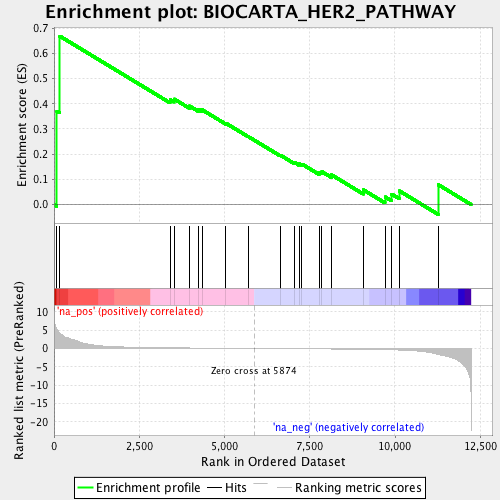 Enrichment plot: BIOCARTA_HER2_PATHWAY
Enrichment score (ES)
0.7
0.6
0.5
0.4
0.3
0.2
0.1
0.0
'na_pos' (positively correlated)
Ranked list metric (PreRanked)
10
5
0
-5
-10
-15
-20
Zero cross at 5874
'na_neg' (negatively correlated)
0
2,500
5,000
7,500
10,000
12,500
Rank in Ordered Dataset
Enrichment profile
Hits
Ranking metric scores